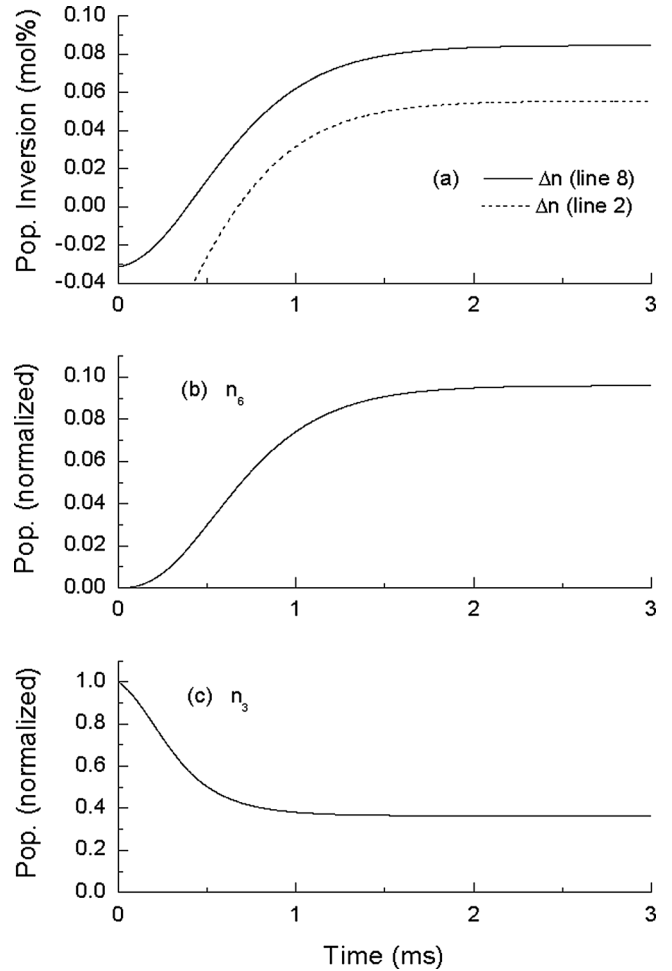 0.10
0.08
0.06
0.04
0.02
0.00
-0.02
-0.04
Pop. Inversion (mol%)
(a) Δn (line 8)
Δn (line 2)
0 1 2 3
0.10
0.08
0.06
0.04
0.02
0.00
Pop. (normalized)
(b) n6
0 1 2 3
1.0
0.8
0.6
0.4
0.2
0.0
Pop. (normalized)
(c) n3
0 1 2 3
Time (ms)